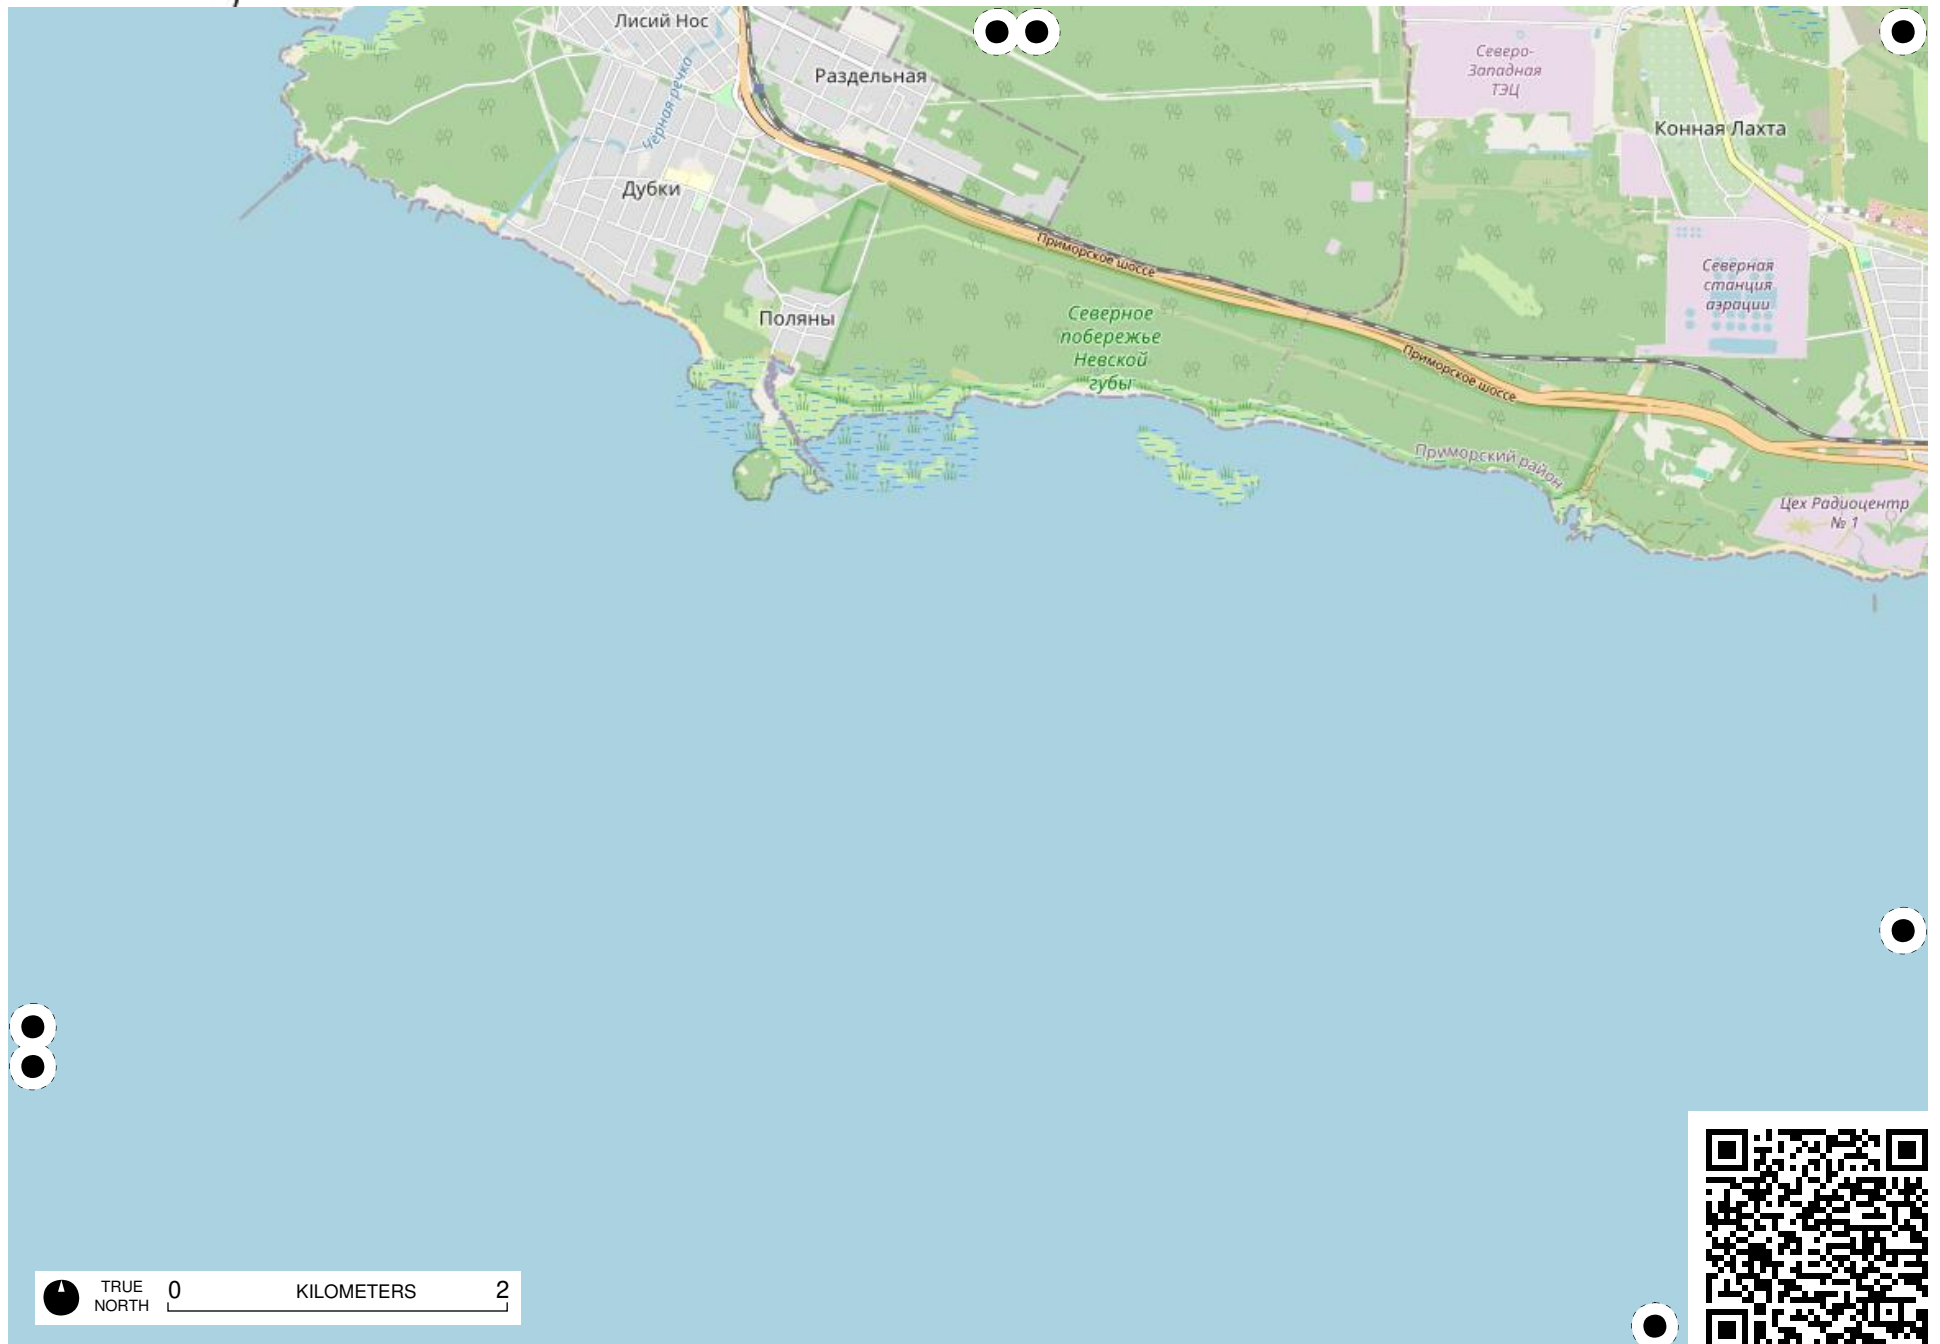 Лисий Нос
Раздельная
Северо-
Западная
ТЭЦ
Конная Лахта
Черная речка
Дубки
Приморское шоссе
Северная
станция
аэрации
Поляны
Северное
побережье
Невской
губы
Приморское шоссе
Приморский район
Цех Радиоцентр
№ 1
TRUE
NORTH
0 KILOMETERS 2